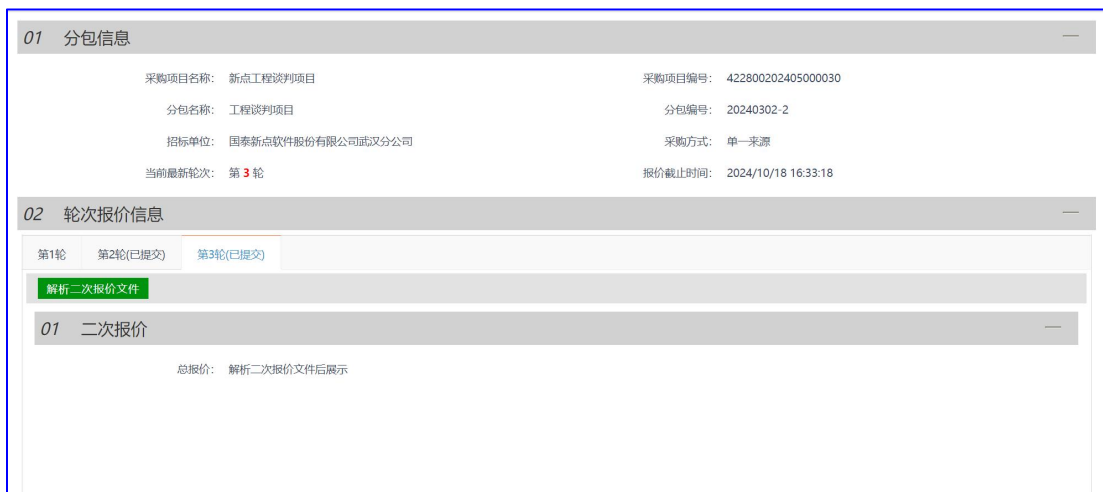 01 分包信息
采购项目名称: 新点工程谈判项目 采购项目编号: 422800202405000030
分包名称: 工程谈判项目 分包编号: 20240302-2
招标单位: 国泰新点软件股份有限公司武汉分公司 采购方式: 单一来源
当前最新轮次: 第 3 轮 报价截止时间: 2024/10/18 16:33:18
02 轮次报价信息
第1轮 第2轮(已提交) 第3轮(已提交)
解析二次报价文件
01 二次报价
总报价: 解析二次报价文件后展示